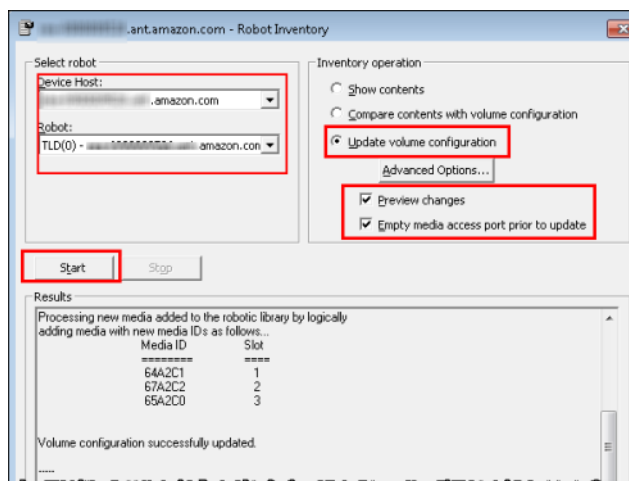 .ant.amazon.com - Robot Inventory
Select robot
Device Host:
.amazon.com
Robot:
TLD(0) - amazon.con
Inventory operation
Show contents
Compare contents with volume configuration
Update volume configuration
Advanced Options...
Preview changes
Empty media access port prior to update
Start
Stop
Results
Processing new media added to the robotic library by logically
adding media with new media IDs as follows...
Media ID Slot
======== ====
64A2C1 1
67A2C2 2
65A2C0 3
Volume configuration successfully updated.
.....